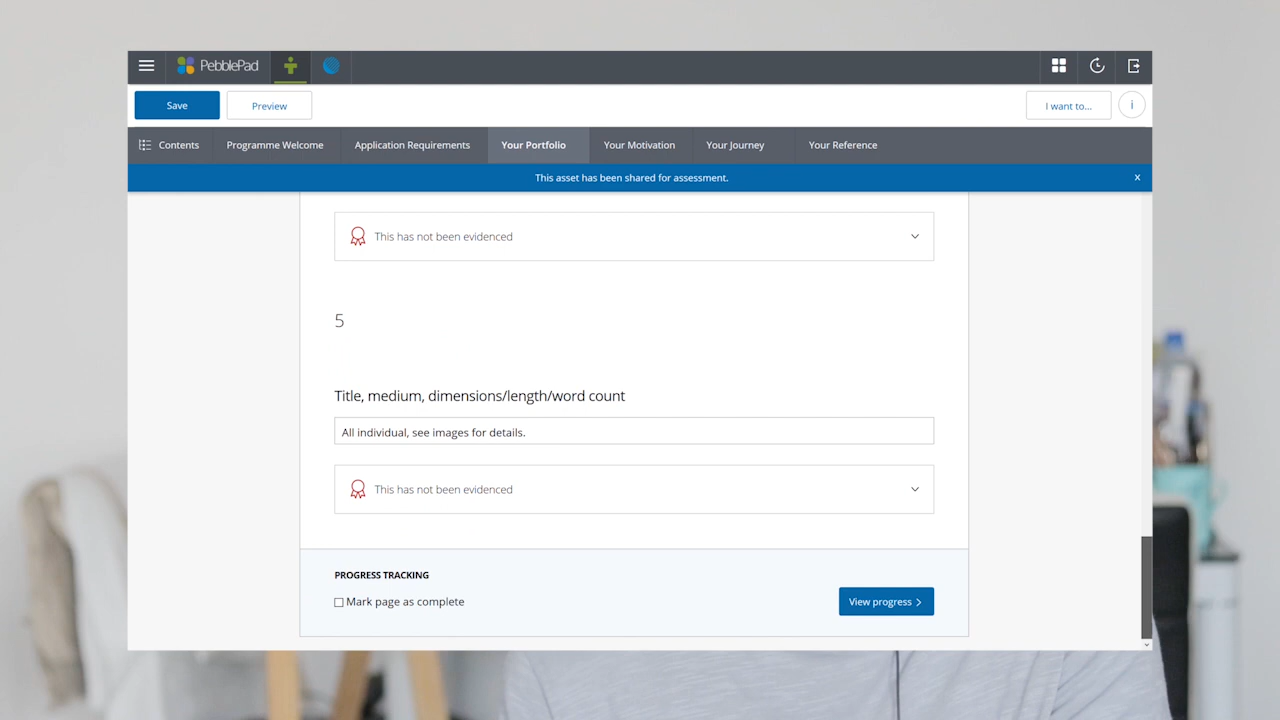 PebblePad
Save
Preview
I want to...
i
Contents
Programme Welcome
Application Requirements
Your Portfolio
Your Motivation
Your Journey
Your Reference
This asset has been shared for assessment.
x
This has not been evidenced
5
Title, medium, dimensions/length/word count
All individual, see images for details.
This has not been evidenced
PROGRESS TRACKING
Mark page as complete
View progress